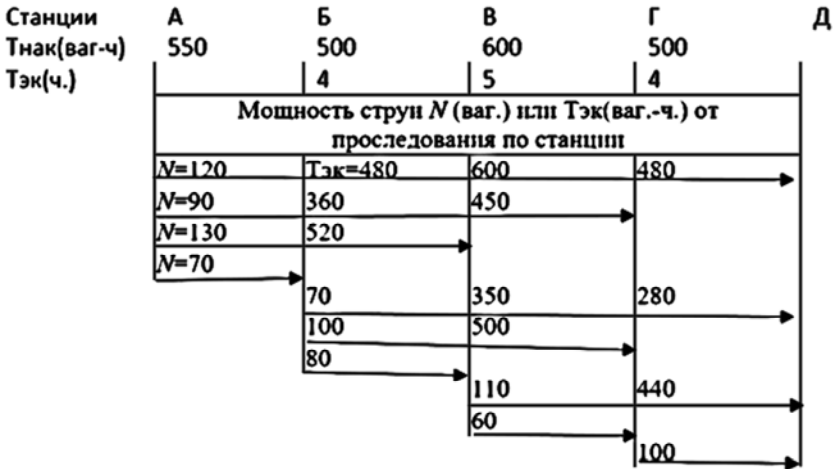 Станции А Б В Г Д
Тнак(ваг-ч) 550 500 600 500
Тэк(ч.) 4 5 4
Мощность струи N (ваг.) или Тэк(ваг.-ч.) от
проследования по станции
N=120 Тэк=480 600 480
N=90 360 450
N=130 520
N=70
70 350 280
100 500
80
110 440
60
100